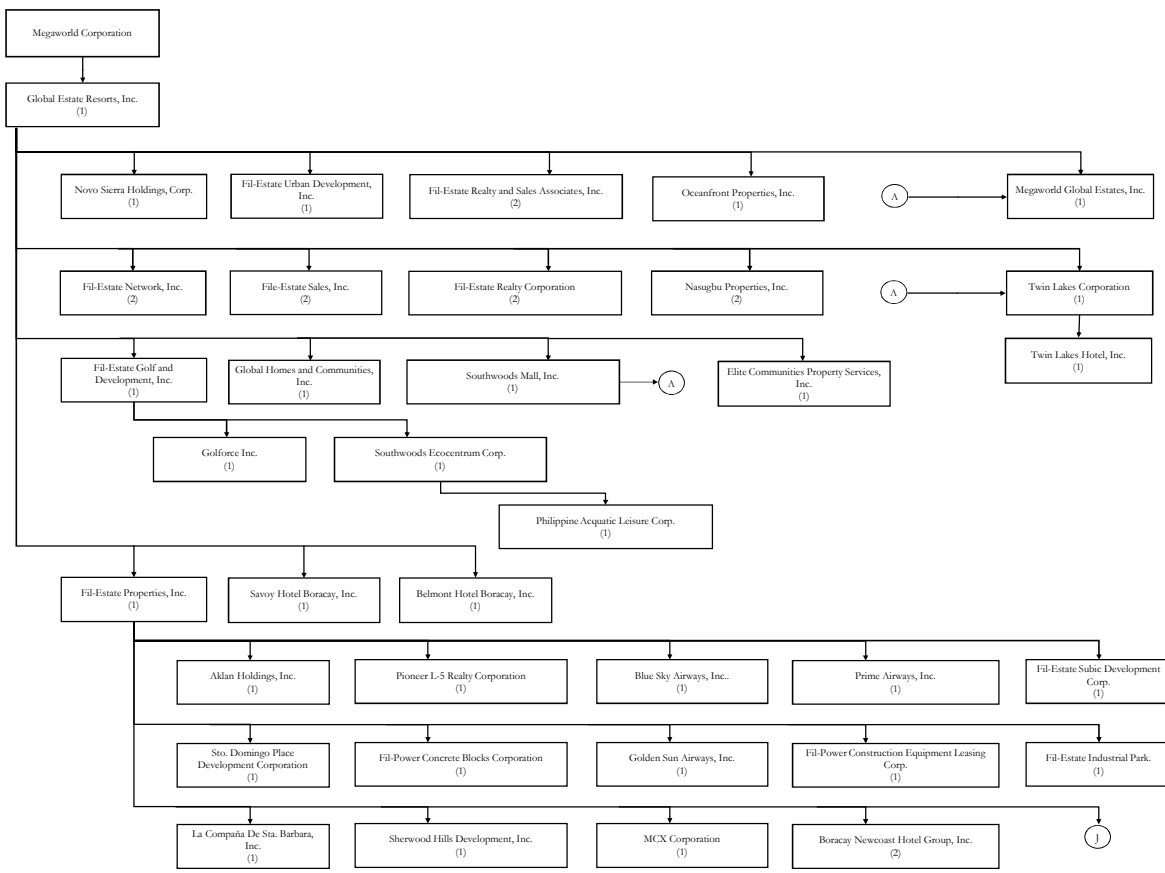 Megaworld Corporation
Global Estate Resorts, Inc.
(1)
Novo Sierra Holdings, Corp.
(1)
Fil-Estate Urban Development,
Inc.
(1)
Fil-Estate Realty and Sales Associates, Inc.
(2)
Oceanfront Properties, Inc.
(1)
A
Megaworld Global Estates, Inc.
(1)
Fil-Estate Network, Inc.
(2)
File-Estate Sales, Inc.
(2)
Fil-Estate Realty Corporation
(2)
Nasugbu Properties, Inc.
(2)
A
Twin Lakes Corporation
(1)
Twin Lakes Hotel, Inc.
(1)
Fil-Estate Golf and
Development, Inc.
(1)
Global Homes and Communities,
Inc.
(1)
Southwoods Mall, Inc.
(1)
A
Elite Communities Property Services,
Inc.
(1)
Golforce Inc.
(1)
Southwoods Ecocentrum Corp.
(1)
Philippine Acquatic Leisure Corp.
(1)
Fil-Estate Properties, Inc.
(1)
Savoy Hotel Boracay, Inc.
(1)
Belmont Hotel Boracay, Inc.
(1)
Aklan Holdings, Inc.
(1)
Pioneer L-5 Realty Corporation
(1)
Blue Sky Airways, Inc..
(1)
Prime Airways, Inc.
(1)
Fil-Estate Subic Development
Corp.
(1)
Sto. Domingo Place
Development Corporation
(1)
Fil-Power Concrete Blocks Corporation
(1)
Golden Sun Airways, Inc.
(1)
Fil-Power Construction Equipment Leasing
Corp.
(1)
Fil-Estate Industrial Park.
(1)
La Compaña De Sta. Barbara,
Inc.
(1)
Sherwood Hills Development, Inc.
(1)
MCX Corporation
(1)
Boracay Newcoast Hotel Group, Inc.
(2)
J